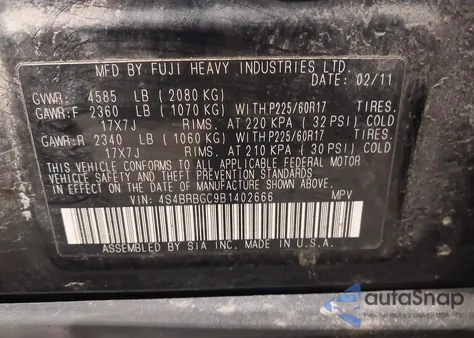 MFD BY FUJI HEAVY INDUSTRIES LTD.
DATE: 02/11
GVWR: 4585 LB (2080 KG)
GAWR:F 2360 LB (1070 KG) WITH P225/60R17 TIRES.
17X7J RIMS. AT 220 KPA (32 PSI) COLD
GAWR:R 2340 LB (1060 KG) WITH P225/60R17 TIRES.
17X7J RIMS. AT 210 KPA (30 PSI) COLD
THIS VEHICLE CONFORMS TO ALL APPLICABLE FEDERAL MOTOR
VEHICLE SAFETY AND THEFT PREVENTION STANDARDS IN EFFECT
ON THE DATE OF MANUFACTURE SHOWN ABOVE.
VIN: 4S4BRBGC9B1402666 MPV
ASSEMBLED BY SIA INC. MADE IN U.S.A.
autoSnap